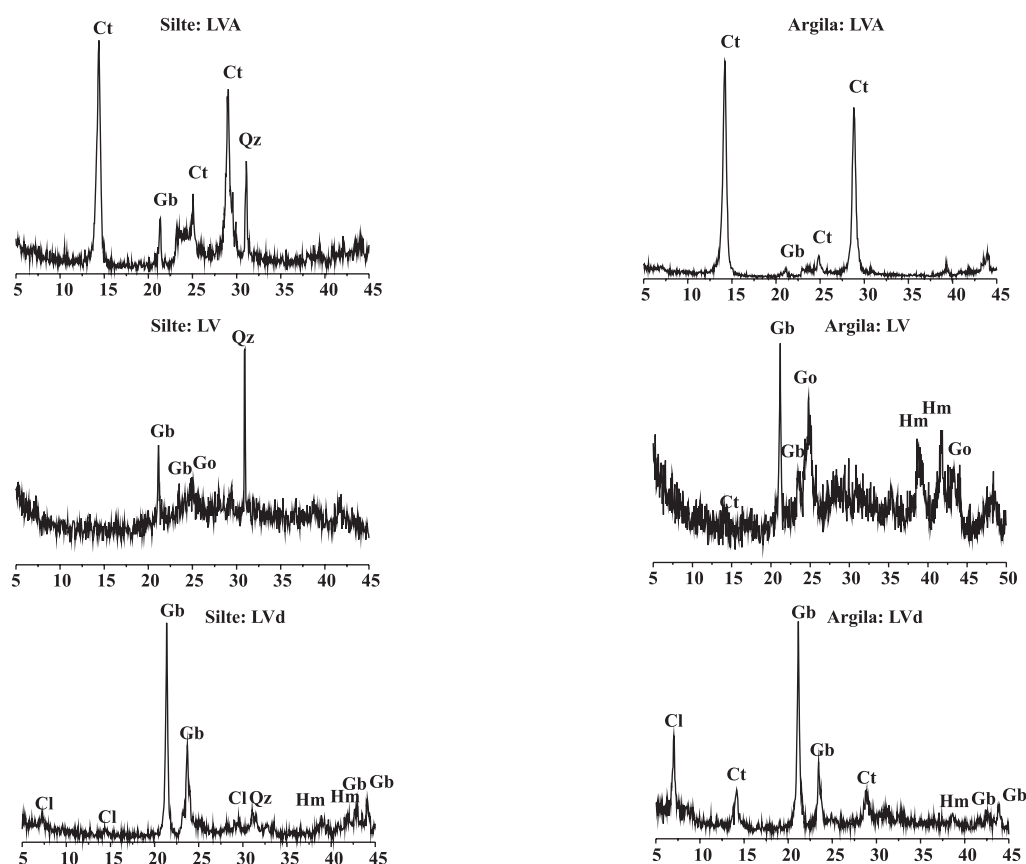 Silte: LVA
Ct
Ct
Qz
Ct
Gb
5 10 15 20 25 30 35 40 45
Argila: LVA
Ct
Ct
Ct
Gb
5 10 15 20 25 30 35 40 45
Silte: LV
Qz
Gb
Gb Go
5 10 15 20 25 30 35 40 45
Argila: LV
Gb
Go
Hm
Hm
Go
Gb
Ct
5 10 15 20 25 30 35 40 45 50
Silte: LVd
Gb
Gb
Cl
Cl
Cl Qz Hm Hm Gb Gb
5 10 15 20 25 30 35 40 45
Argila: LVd
Gb
Cl
Gb
Ct
Ct
Hm Gb Gb
5 10 15 20 25 30 35 40 45